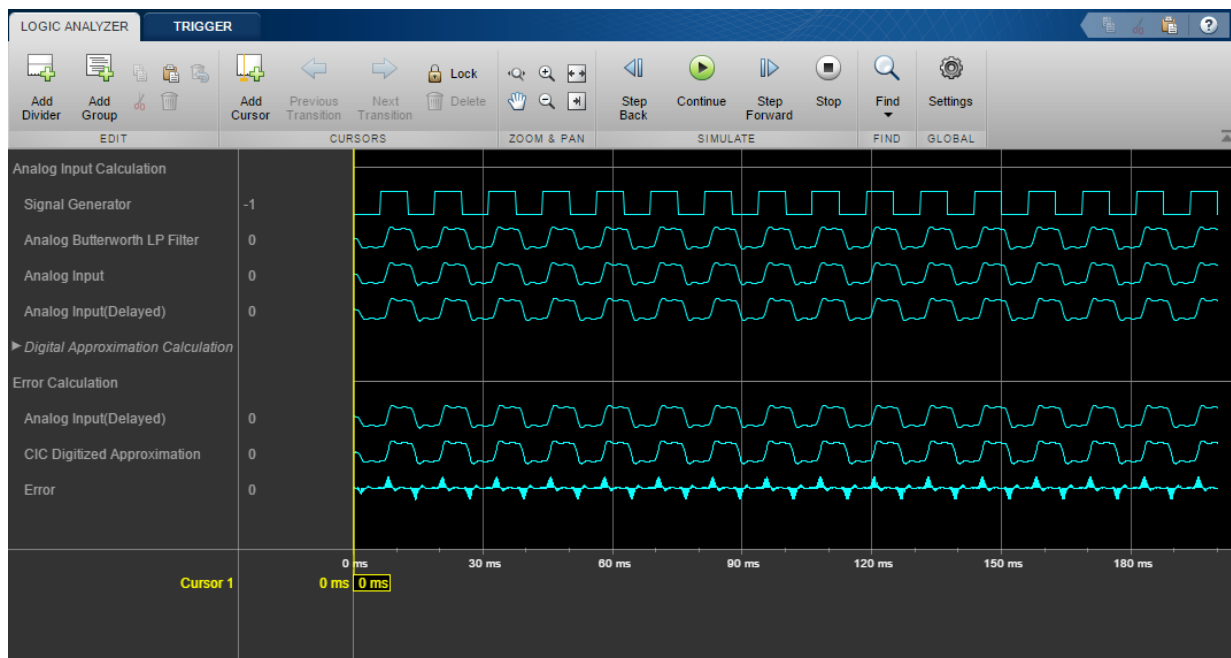 LOGIC ANALYZER TRIGGER
?
Lock
Add Add Add Previous Next Delete Step Continue Step Stop Find Settings
Divider Group Cursor Transition Transition Back Forward
EDIT CURSORS ZOOM & PAN SIMULATE FIND GLOBAL
Analog Input Calculation
Signal Generator -1
Analog Butterworth LP Filter 0
Analog Input 0
Analog Input(Delayed) 0
Digital Approximation Calculation
Error Calculation
Analog Input(Delayed) 0
CIC Digitized Approximation 0
Error 0
0 ms 30 ms 60 ms 90 ms 120 ms 150 ms 180 ms
Cursor 1 0 ms 0 ms